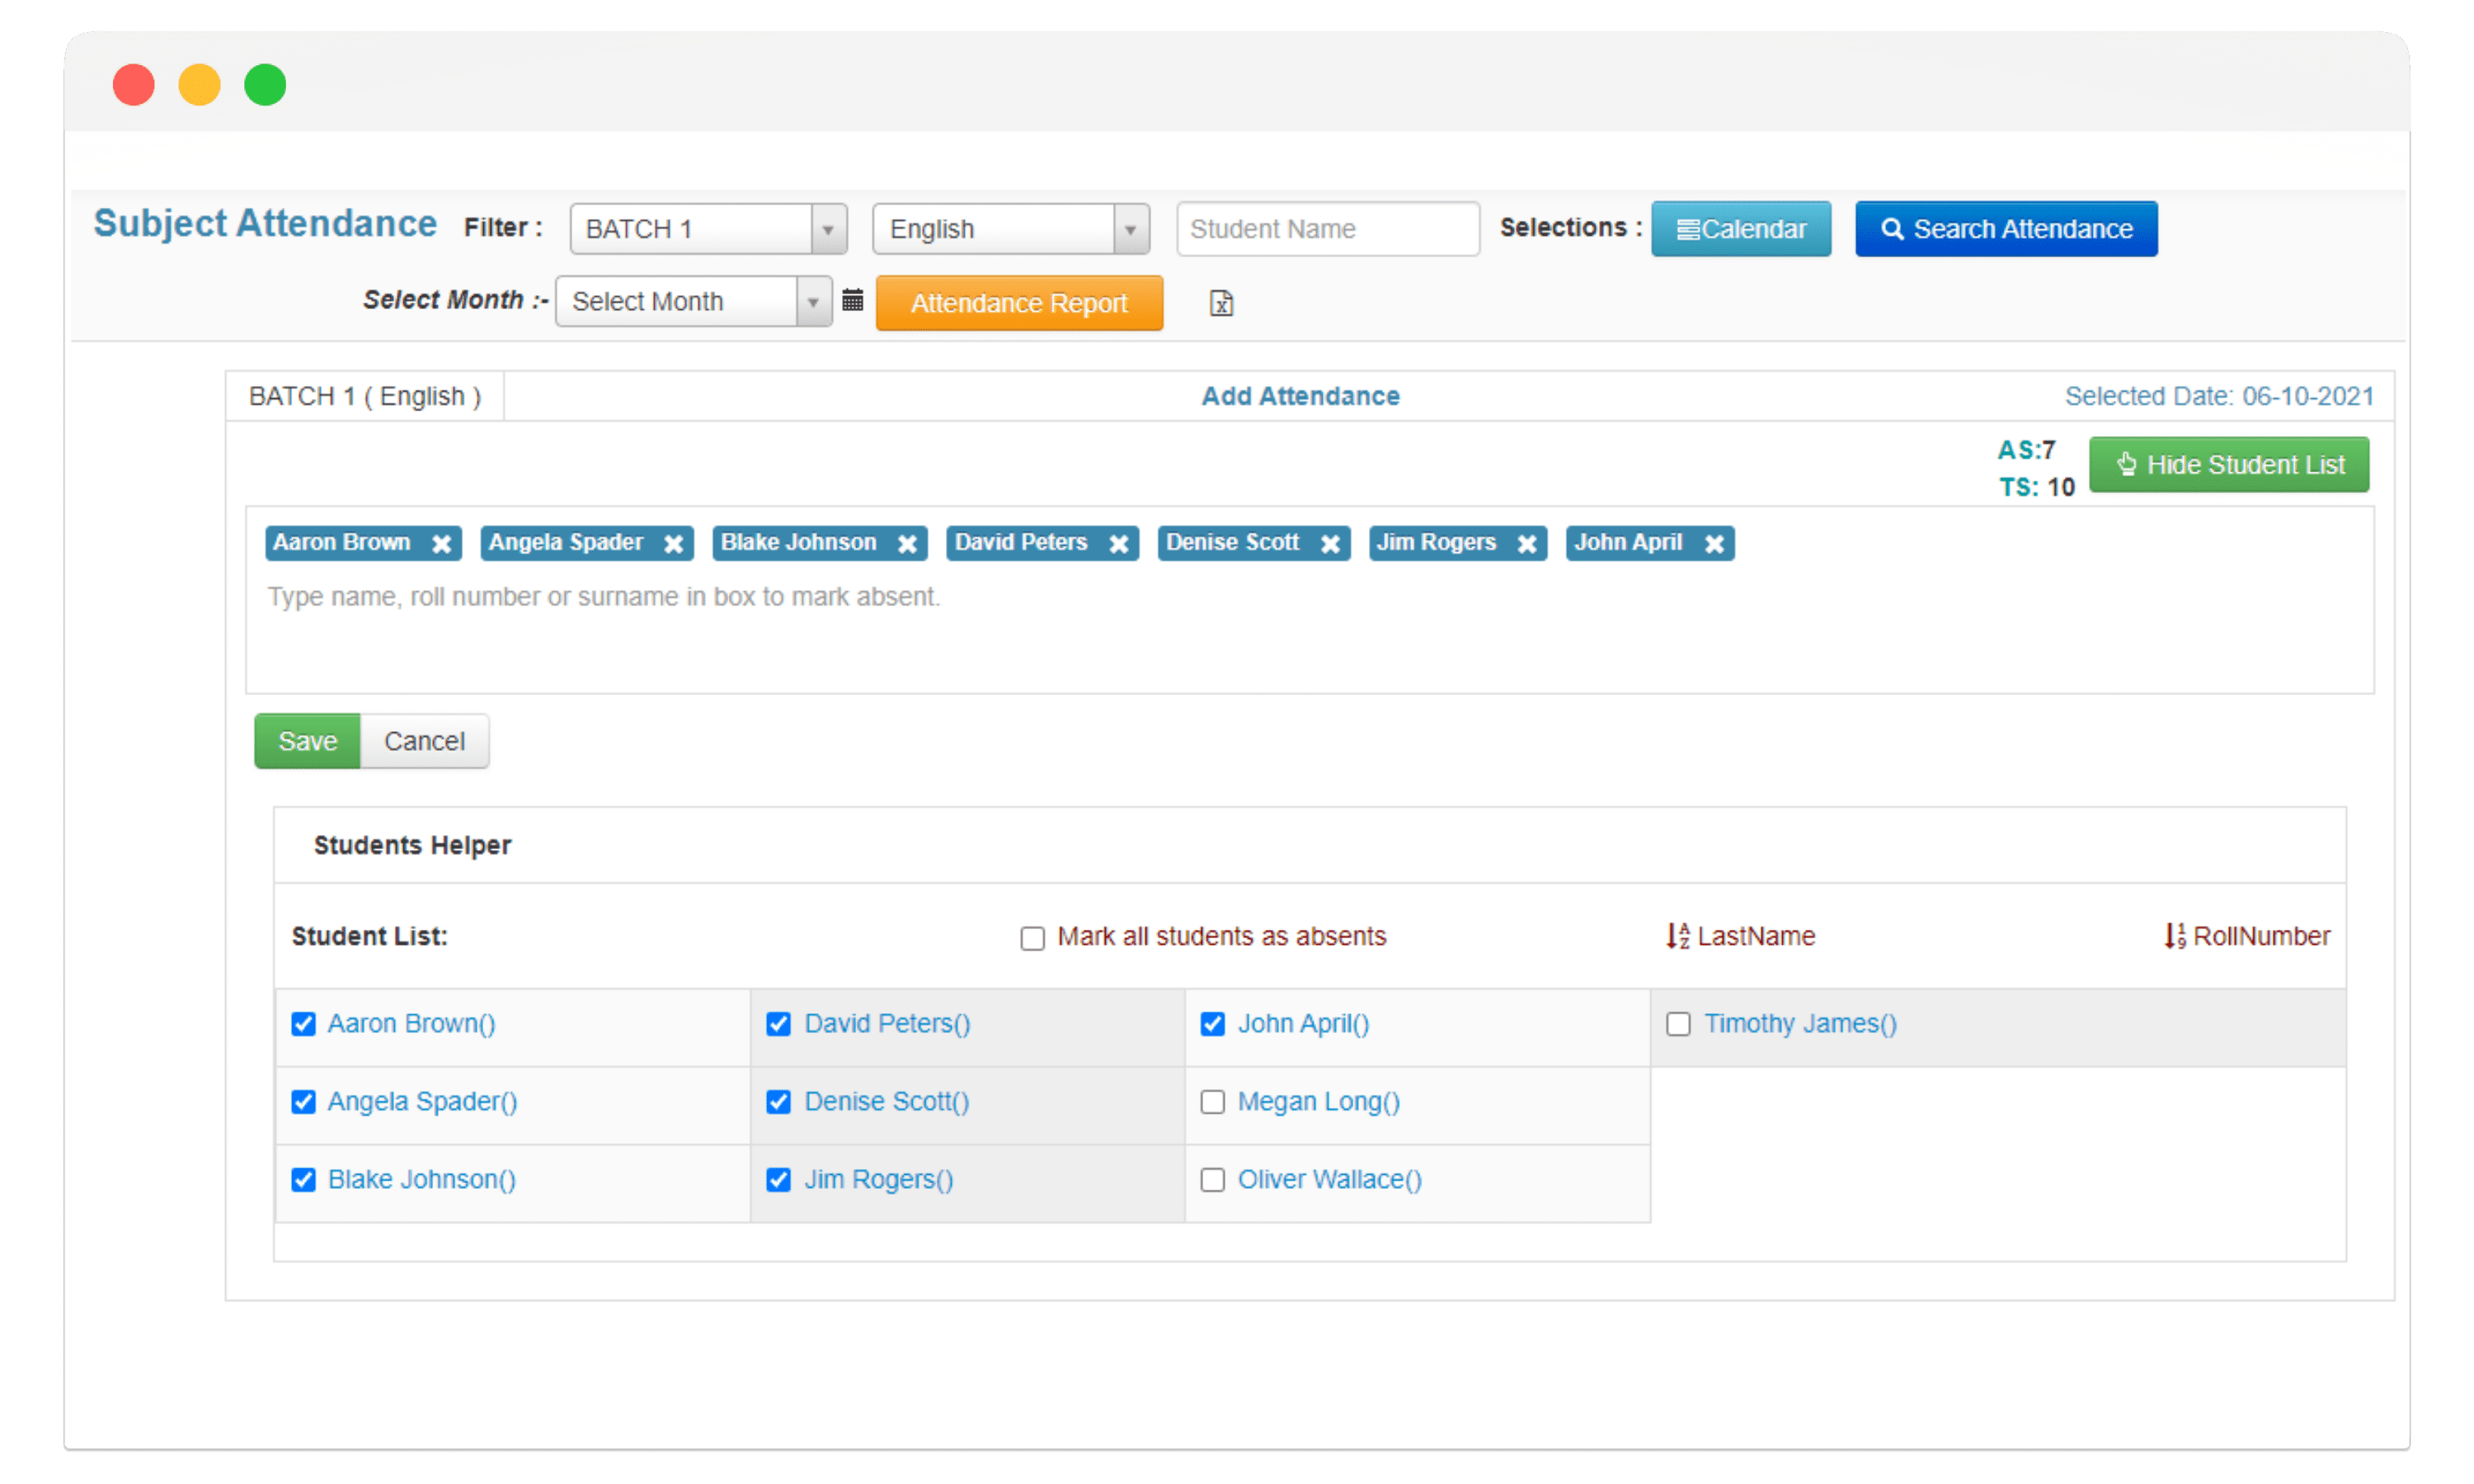 Subject Attendance Filter : BATCH 1 English Student Name Selections : Calendar Search Attendance
Select Month :- Select Month Attendance Report
BATCH 1 ( English ) Add Attendance Selected Date: 06-10-2021
AS:7
TS: 10
Hide Student List
Aaron Brown Angela Spader Blake Johnson David Peters Denise Scott Jim Rogers John April
Type name, roll number or surname in box to mark absent.
Save Cancel
Students Helper
Student List: Mark all students as absents LastName RollNumber
Aaron Brown() David Peters() John April() Timothy James()
Angela Spader() Denise Scott() Megan Long()
Blake Johnson() Jim Rogers() Oliver Wallace()